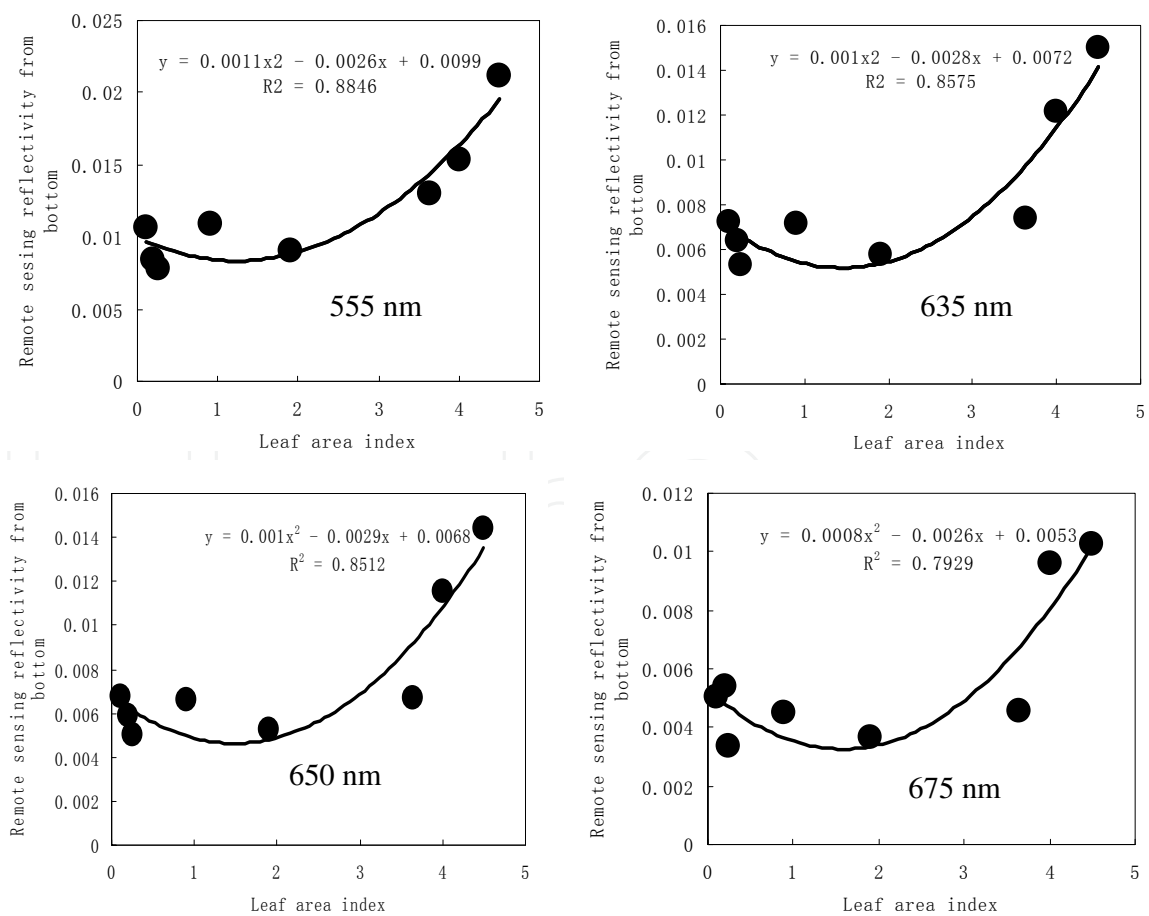 Remote sesing reflectivity from
bottom
0.025
0.02
0.015
0.01
0.005
0
y = 0.0011x2 - 0.0026x + 0.0099
R2 = 0.8846
555 nm
0 1 2 3 4 5
Leaf area index
Remote sensing reflectivity from
bottom
0.016
0.014
0.012
0.01
0.008
0.006
0.004
0.002
0
y = 0.001x2 - 0.0028x + 0.0072
R2 = 0.8575
635 nm
0 1 2 3 4 5
Leaf area index
Remote sensing reflectivity from
bottom
0.016
0.014
0.012
0.01
0.008
0.006
0.004
0.002
0
y = 0.001x² - 0.0029x + 0.0068
R² = 0.8512
650 nm
0 1 2 3 4 5
Leaf area index
Remote sensing reflectivity from
bottom
0.012
0.01
0.008
0.006
0.004
0.002
0
y = 0.0008x² - 0.0026x + 0.0053
R² = 0.7929
675 nm
0 1 2 3 4 5
Leaf area index